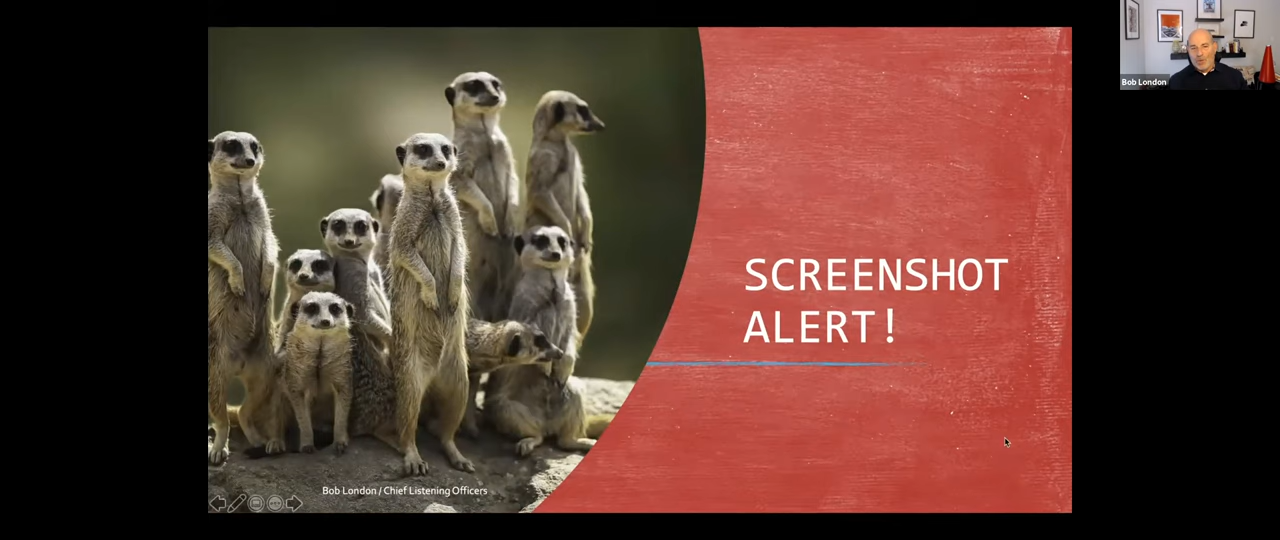 Bob London
SCREENSHOT
ALERT!
Bob London / Chief Listening Officers